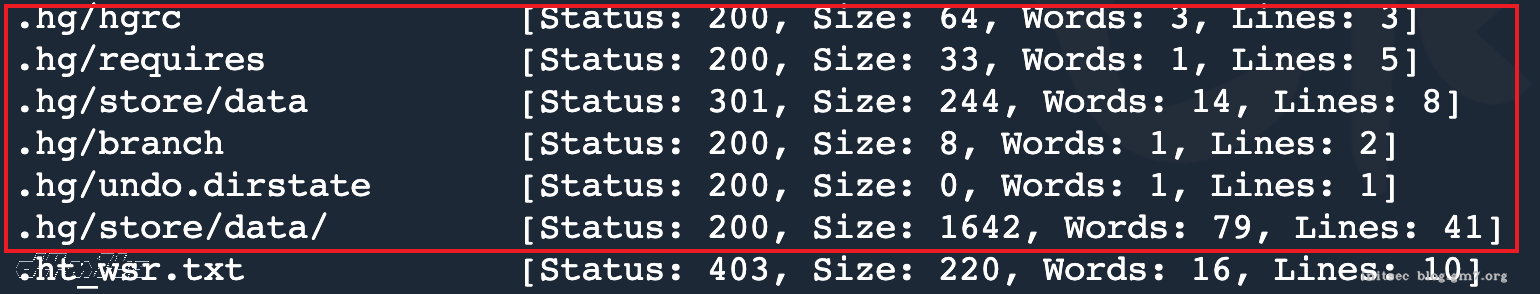 .hg/hgrc [Status: 200, Size: 64, Words: 3, Lines: 3]
.hg/requires [Status: 200, Size: 33, Words: 1, Lines: 5]
.hg/store/data [Status: 301, Size: 244, Words: 14, Lines: 8]
.hg/branch [Status: 200, Size: 8, Words: 1, Lines: 2]
.hg/undo.dirstate [Status: 200, Size: 0, Words: 1, Lines: 1]
.hg/store/data/ [Status: 200, Size: 1642, Words: 79, Lines: 41]
.ht_wsr.txt [Status: 403, Size: 220, Words: 16, Lines: 10]
blog.gm7.org